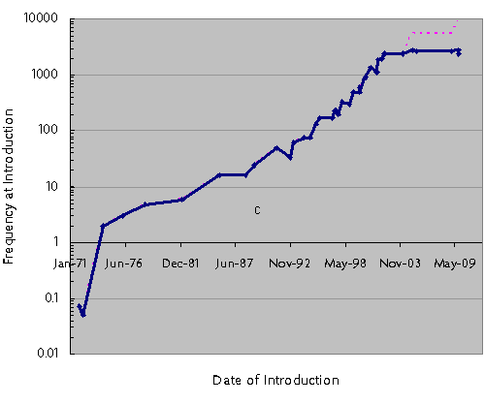 10000
1000
100
10
1
0.1
0.01
Frequency at Introduction
C
Jan-71 Jun-76 Dec-81 Jun-87 Nov-92 May-98 Nov-03 May-09
Date of Introduction